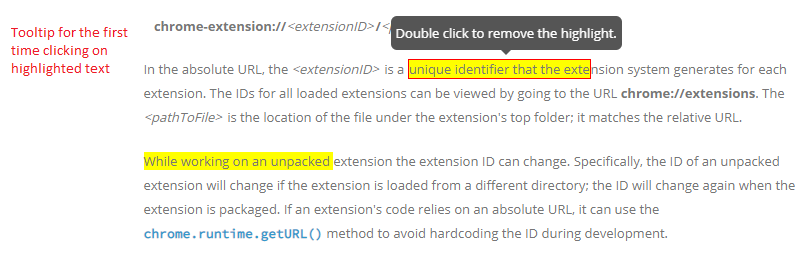 Tooltip for the first
time clicking on
highlighted text
chrome-extension://<extensionID>/<
Double click to remove the highlight.
In the absolute URL, the <extensionID> is a unique identifier that the extension system generates for each
extension. The IDs for all loaded extensions can be viewed by going to the URL chrome://extensions. The
<pathToFile> is the location of the file under the extension's top folder; it matches the relative URL.
While working on an unpacked extension the extension ID can change. Specifically, the ID of an unpacked
extension will change if the extension is loaded from a different directory; the ID will change again when the
extension is packaged. If an extension's code relies on an absolute URL, it can use the
chrome.runtime.getURL() method to avoid hardcoding the ID during development.